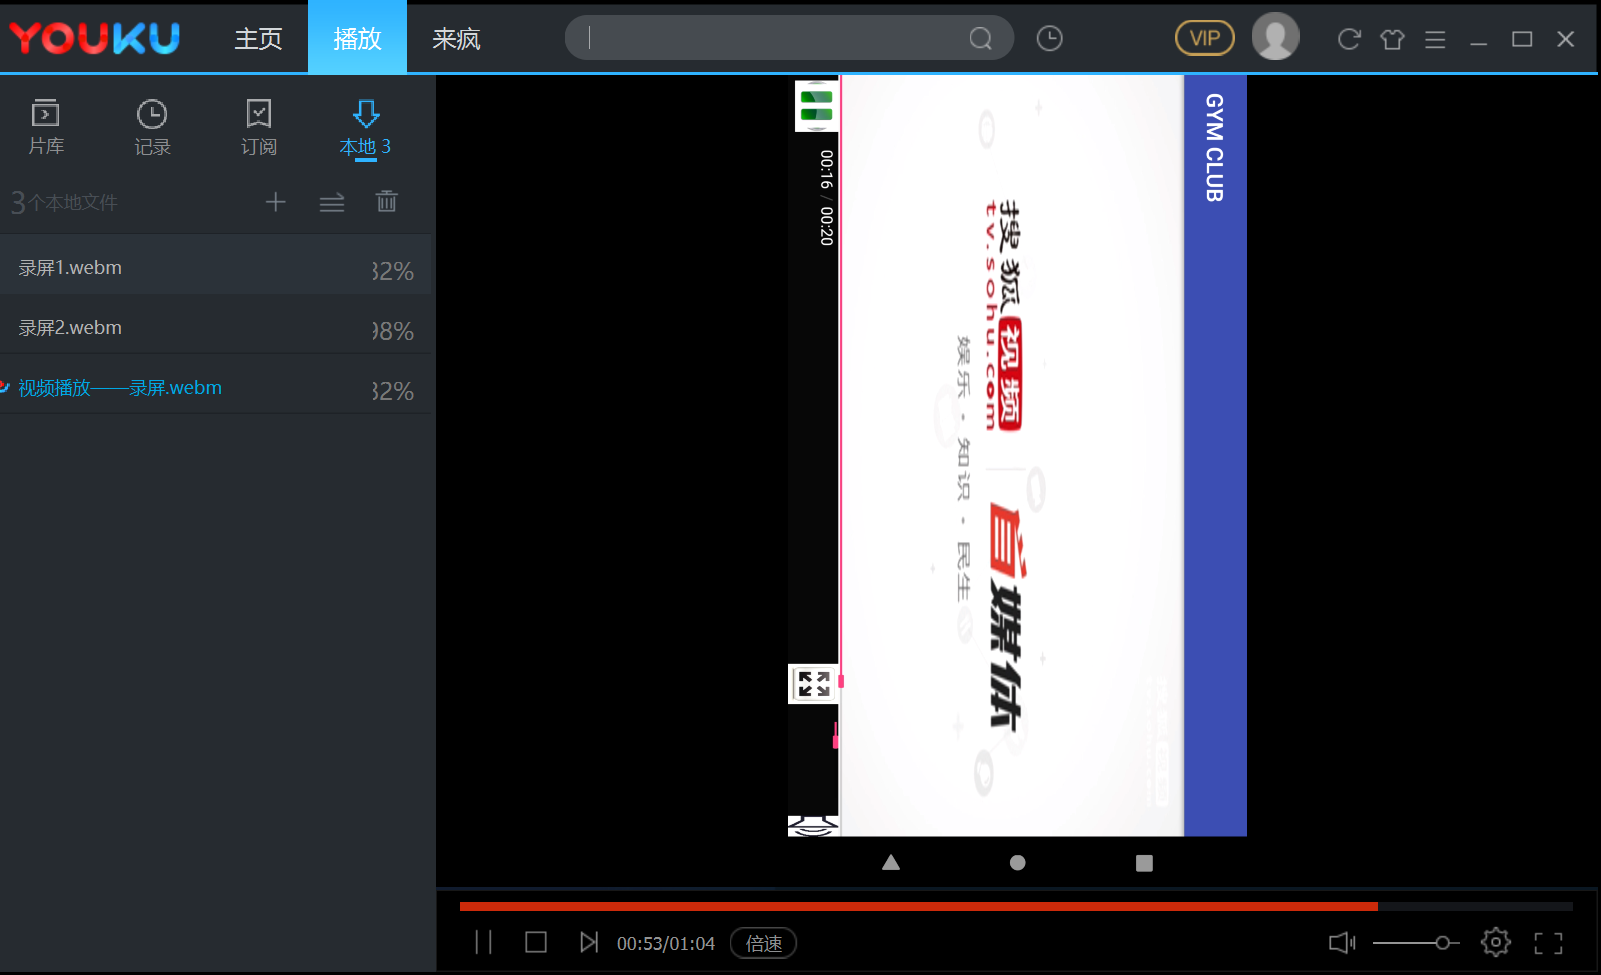 YOUKU
主页
播放
来疯
VIP
片库
记录
订阅
本地 3
3个本地文件
录屏1.webm
32%
录屏2.webm
98%
视频播放——录屏.webm
32%
GYM CLUB
搜狐视频
tv.sohu.com
自媒体
娱乐 · 知识 · 民生
00:16 / 00:20
00:53/01:04
倍速